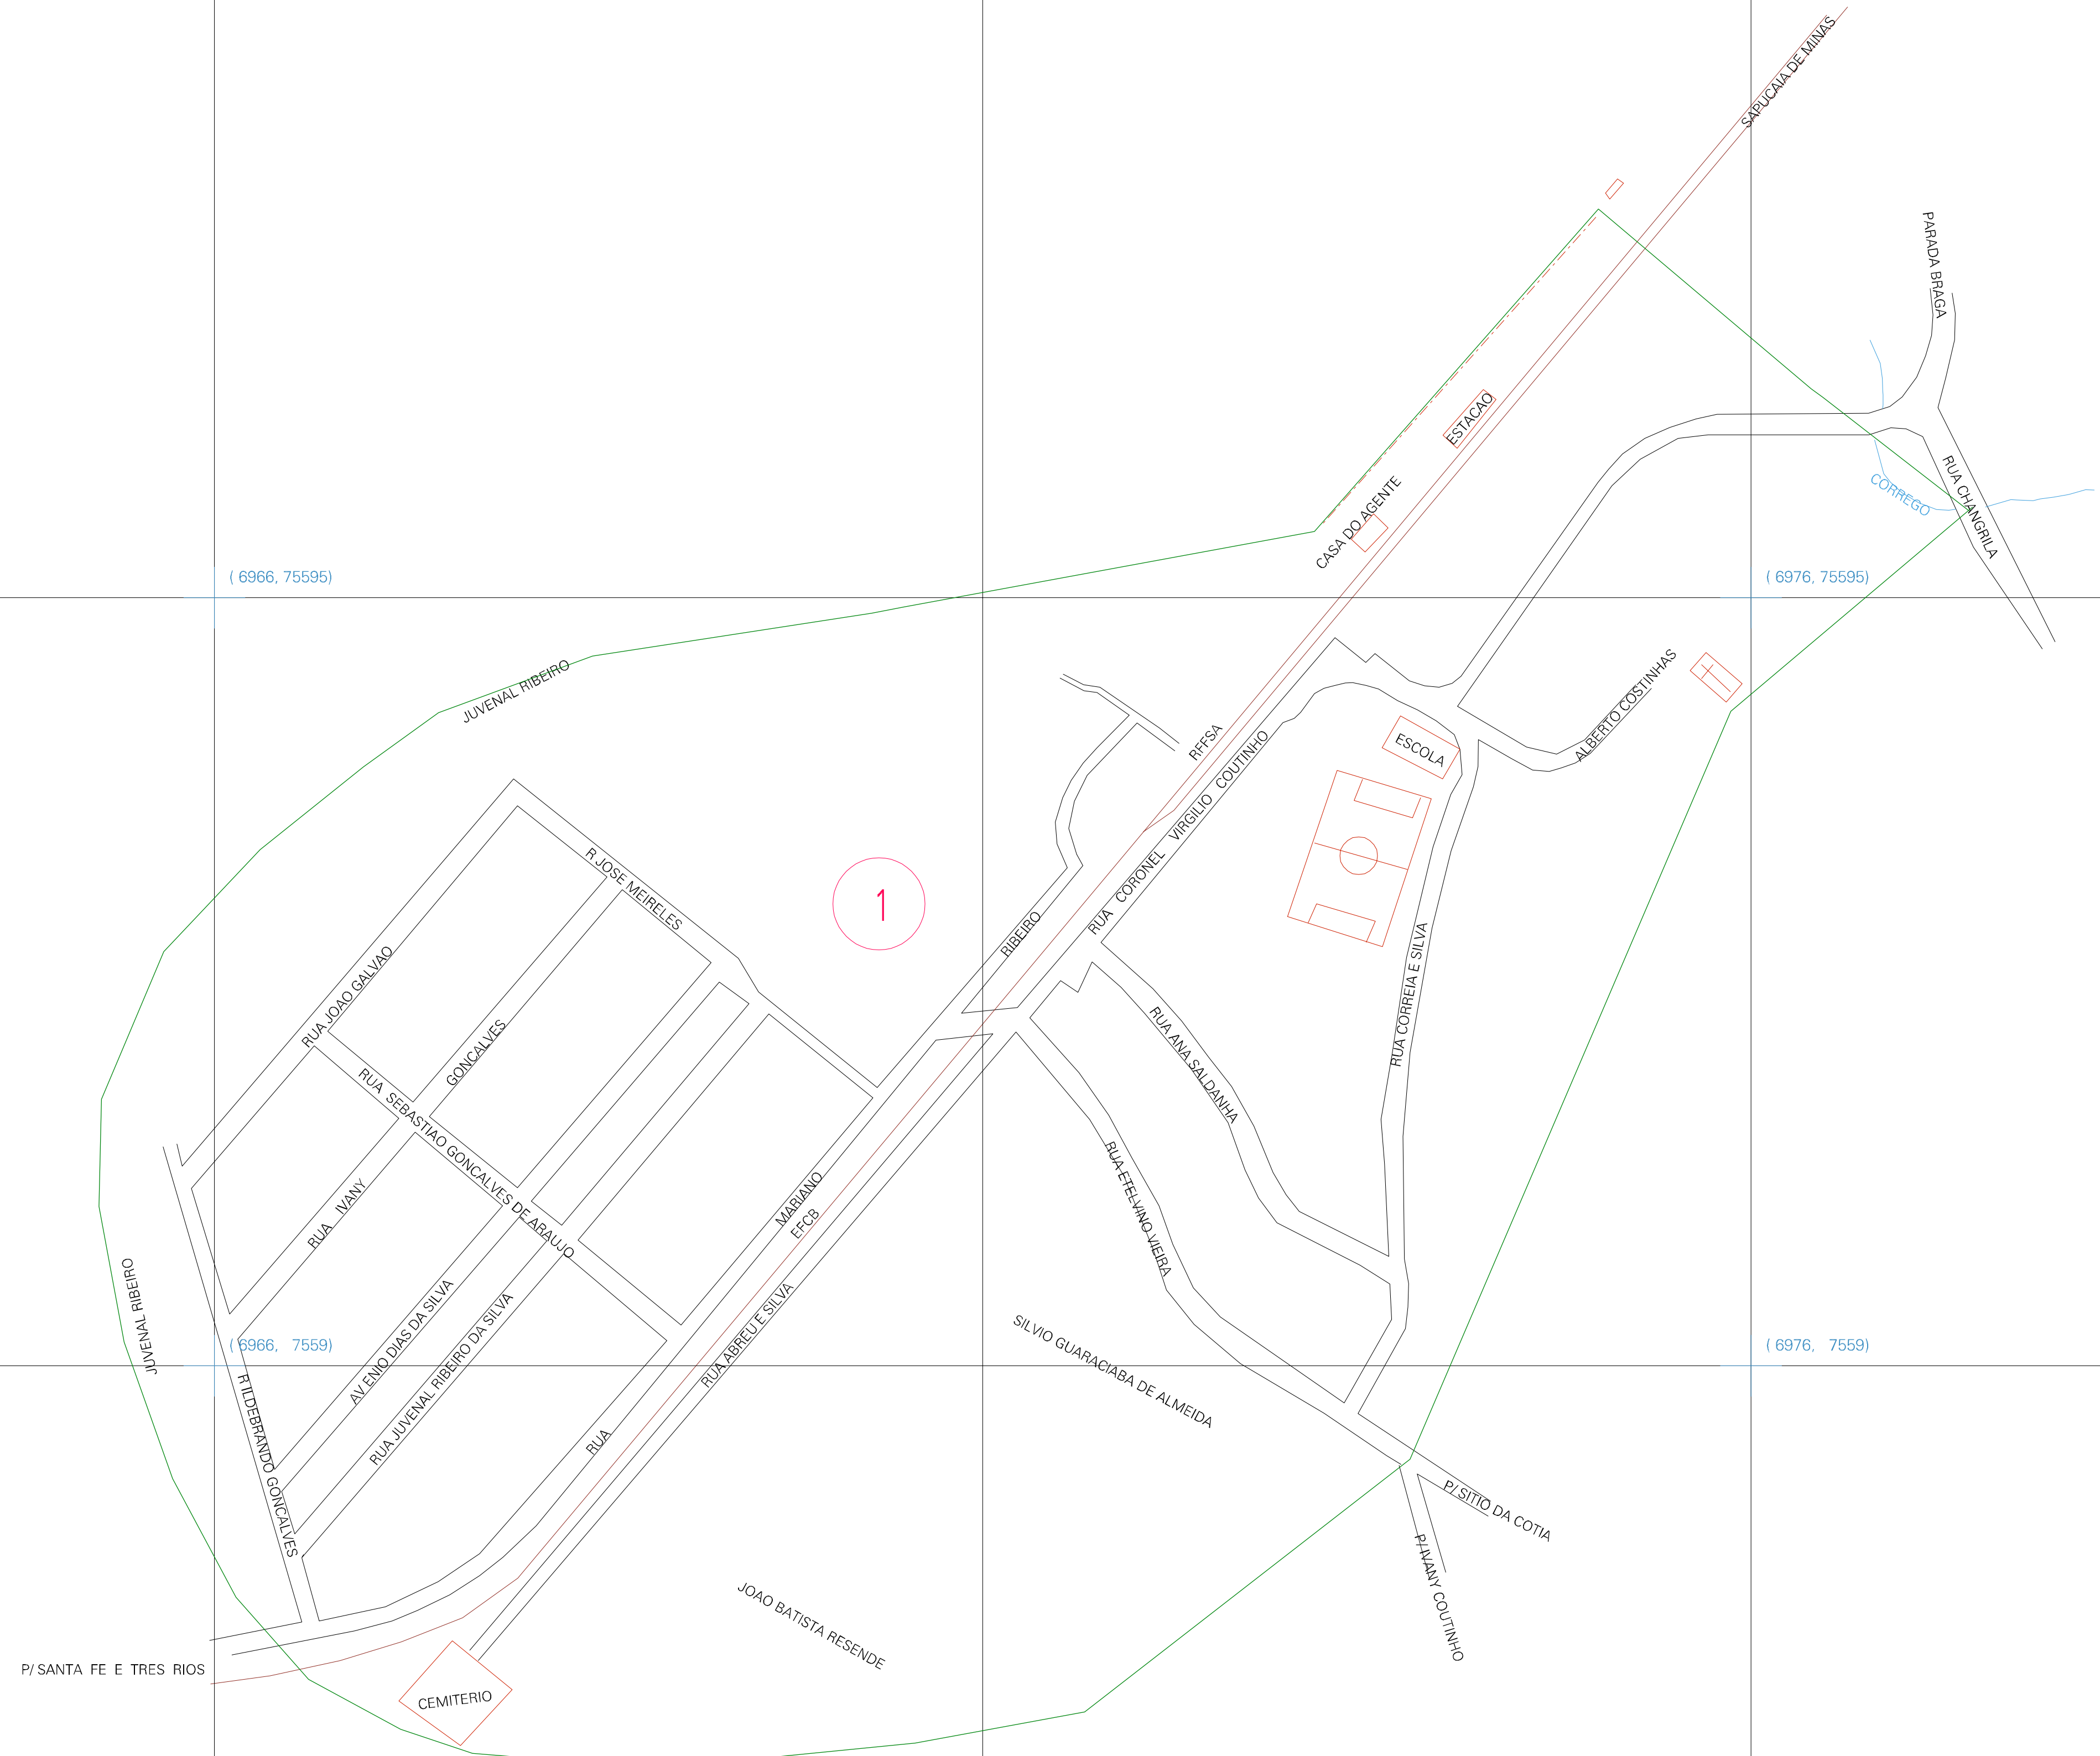 SAPUCAIA DE MINAS
PARADA BRAGA
ESTACAO
RUA CHANGRILA
CORREGO
CASA DO AGENTE
( 6966, 75595)
( 6976, 75595)
JUVENAL RIBEIRO
ALBERTO COSTINHAS
RFFSA
ESCOLA
RUA CORONEL VIRGILIO COUTINHO
R JOSE MEIRELES
1
RIBEIRO
RUA JOAO GALVAO
RUA CORREIA E SILVA
GONCALVES
RUA ANA SALDANHA
RUA SEBASTIAO GONCALVES DE ARAUJO
RUA IVANY
MARIANO
EFCB
RUA ETELVINO VIEIRA
JUVENAL RIBEIRO
( 6966, 7559)
( 6976, 7559)
AV ENIO DIAS DA SILVA
RUA JUVENAL RIBEIRO DA SILVA
RUA ABREU E SILVA
SILVIO GUARACIABA DE ALMEIDA
R ILDEBRANDO GONCALVES
RUA
P/ SITIO DA COTIA
P/ IVANY COUTINHO
JOAO BATISTA RESENDE
P/ SANTA FE E TRES RIOS
CEMITERIO